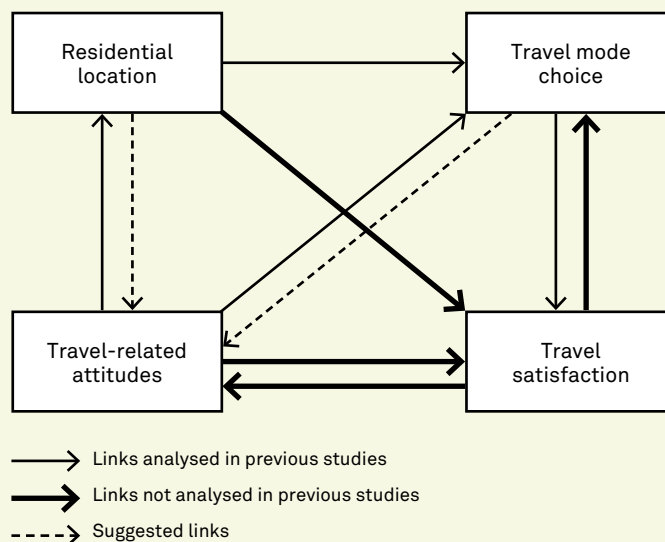 Residential
location
Travel mode
choice
Travel-related
attitudes
Travel
satisfaction
Links analysed in previous studies
Links not analysed in previous studies
Suggested links